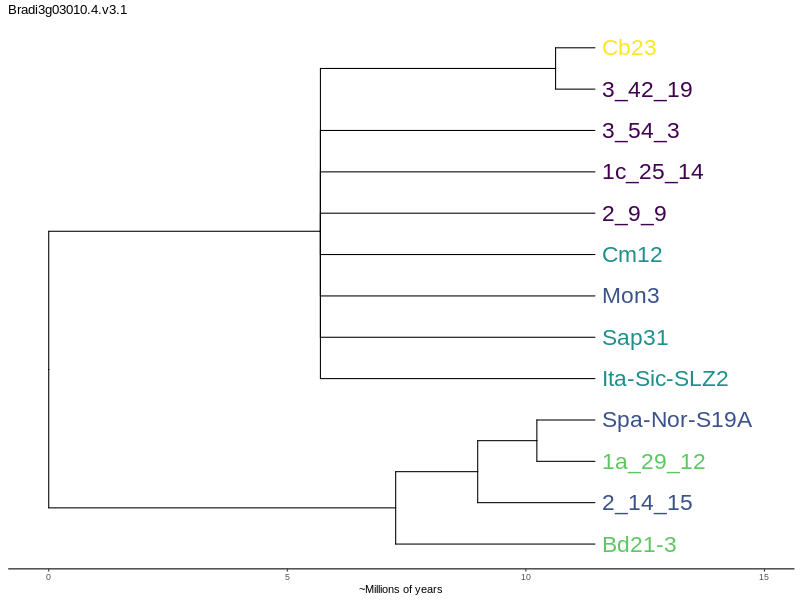 Bradi3g03010.4.v3.1
Cb23
3_42_19
3_54_3
1c_25_14
2_9_9
Cm12
Mon3
Sap31
Ita-Sic-SLZ2
Spa-Nor-S19A
1a_29_12
2_14_15
Bd21-3
0 5 10 15
~Millions of years